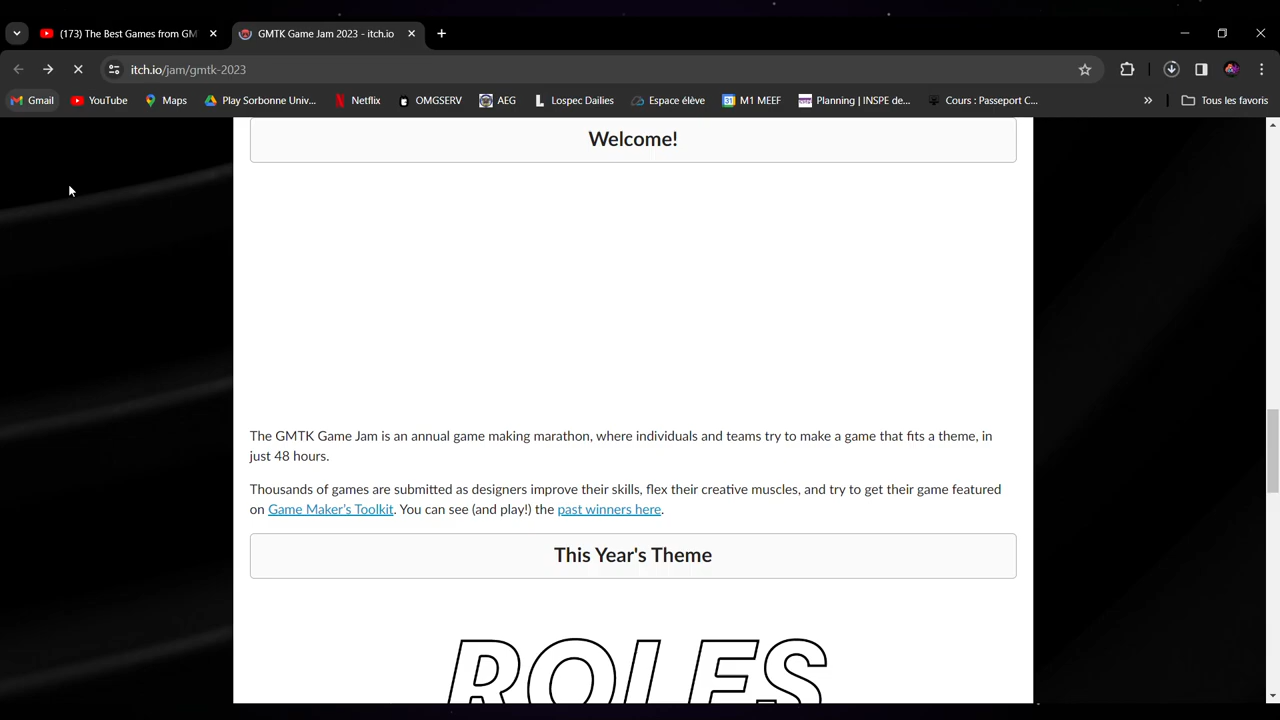 (173) The Best Games from GM
GMTK Game Jam 2023 - itch.io
itch.io/jam/gmtk-2023
Gmail
YouTube
Maps
Play Sorbonne Univ...
Netflix
OMGSERV
AEG
Lospec Dailies
Espace élève
M1 MEEF
Planning | INSPE de...
Cours : Passeport C...
Tous les favoris
Welcome!
The GMTK Game Jam is an annual game making marathon, where individuals and teams try to make a game that fits a theme, in
just 48 hours.
Thousands of games are submitted as designers improve their skills, flex their creative muscles, and try to get their game featured
on Game Maker's Toolkit. You can see (and play!) the past winners here.
This Year's Theme
ROLES